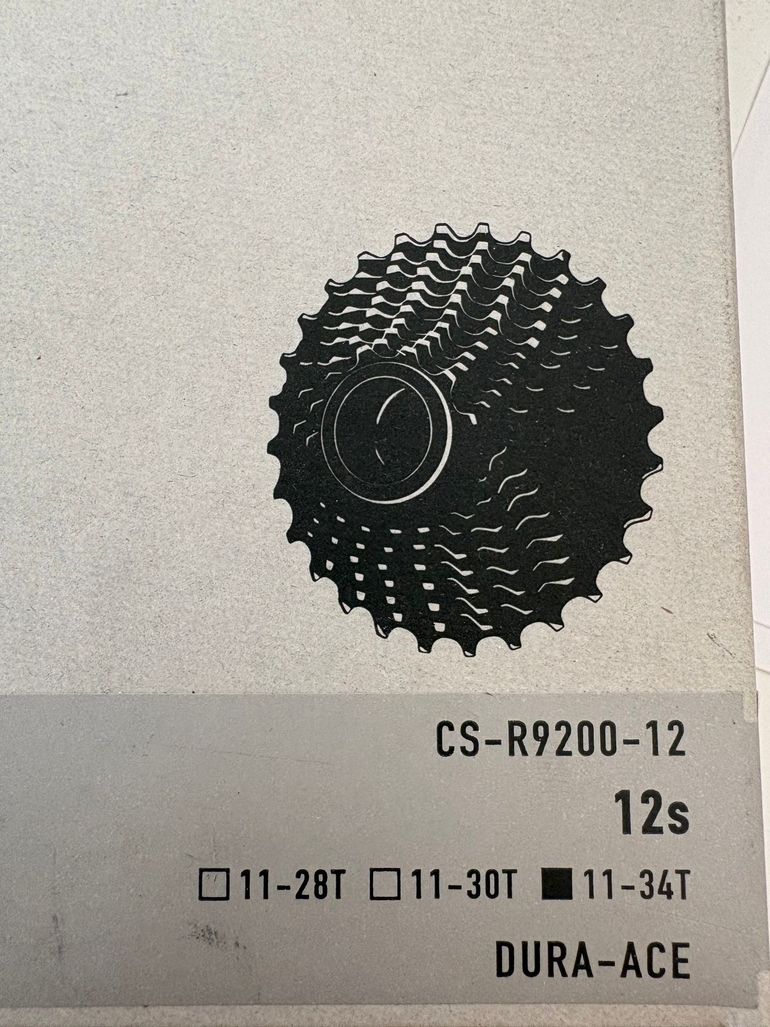 CS-R9200-12
12s
☐ 11-28T ☐ 11-30T ■ 11-34T
DURA-ACE